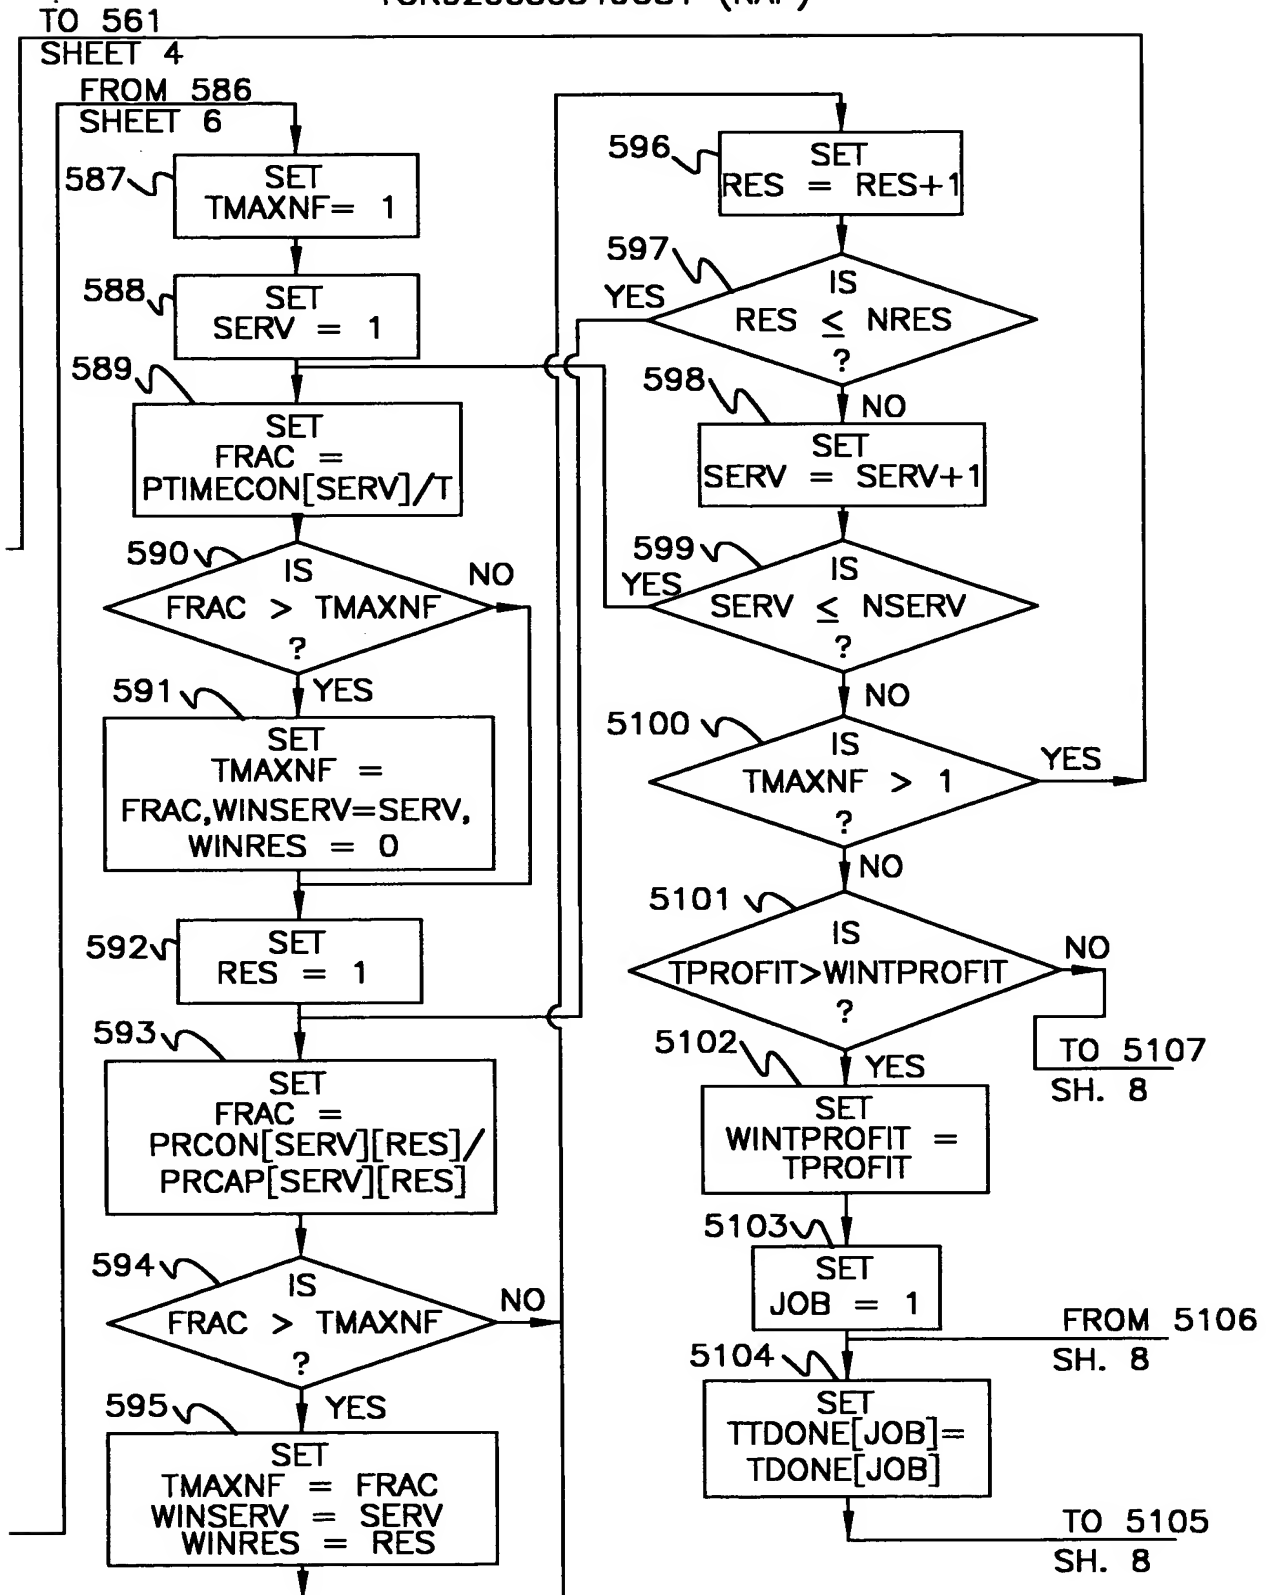 TO 561
SHEET 4
FROM 586
SHEET 6
587
SET
TMAXNF= 1
588
SET
SERV = 1
589
SET
FRAC =
PTIMECON[SERV]/T
590
IS
FRAC > TMAXNF
?
NO
YES
591
SET
TMAXNF =
FRAC,WINSERV=SERV,
WINRES = 0
592
SET
RES = 1
593
SET
FRAC =
PRCON[SERV][RES]/
PRCAP[SERV][RES]
594
IS
FRAC > TMAXNF
?
NO
YES
595
SET
TMAXNF = FRAC
WINSERV = SERV
WINRES = RES
596
SET
RES = RES+1
597
IS
RES ≤ NRES
?
YES
NO
598
SET
SERV = SERV+1
599
IS
SERV ≤ NSERV
?
YES
NO
5100
IS
TMAXNF > 1
?
YES
NO
5101
IS
TPROFIT>WINTPROFIT
?
NO
TO 5107
SH. 8
YES
5102
SET
WINTPROFIT =
TPROFIT
5103
SET
JOB = 1
FROM 5106
SH. 8
5104
SET
TTDONE[JOB]=
TDONE[JOB]
TO 5105
SH. 8